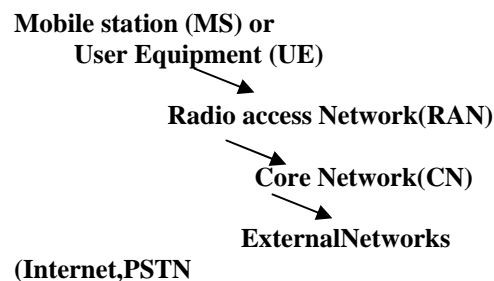 Mobile station (MS) or
User Equipment (UE)
Radio access Network(RAN)
Core Network(CN)
ExternalNetworks
(Internet,PSTN